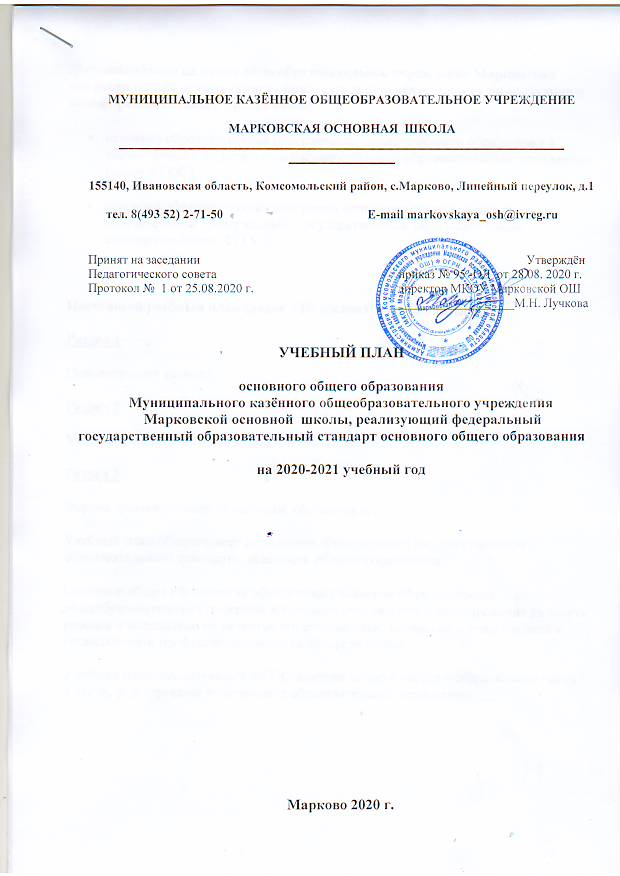 МУНИЦИПАЛЬНОЕ КАЗЁННОЕ ОБЩЕОБРАЗОВАТЕЛЬНОЕ УЧРЕЖДЕНИЕ
МАРКОВСКАЯ ОСНОВНАЯ ШКОЛА
155140, Ивановская область, Комсомольский район, с.Марково, Линейный переулок, д.1
тел. 8(493 52) 2-71-50 E-mail markovskaya_osh@ivreg.ru
Принят на заседании Утверждён
Педагогического совета приказ № 95 от 28.08. 2020 г.
Протокол № 1 от 25.08.2020 г. директор МКОУ Марковской ОШ
М.Н. Лучкова
УЧЕБНЫЙ ПЛАН
основного общего образования
Муниципального казённого общеобразовательного учреждения
Марковской основной школы, реализующий федеральный
государственный образовательный стандарт основного общего образования
на 2020-2021 учебный год
Марково 2020 г.